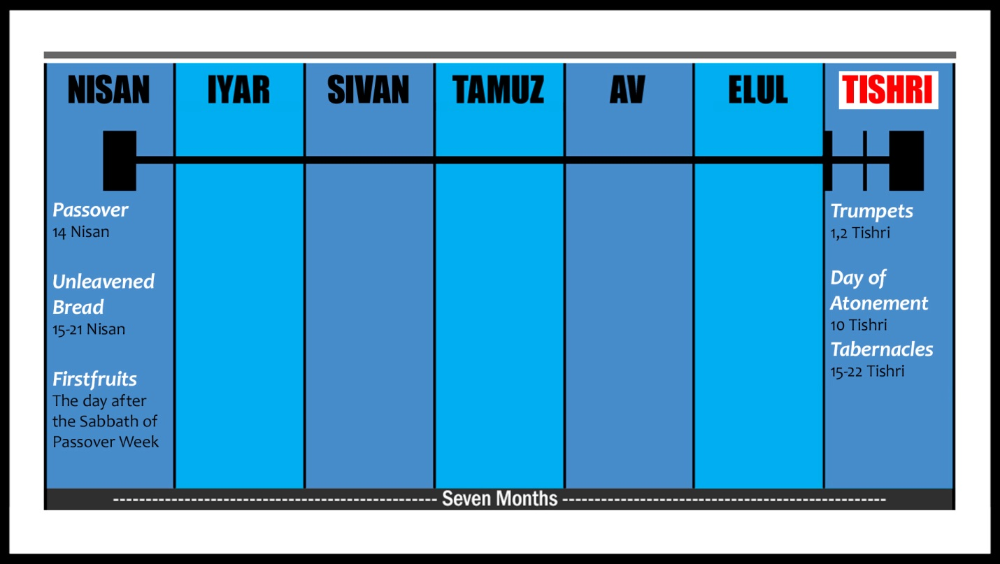 NISAN IYAR SIVAN TAMUZ AV ELUL TISHRI
Passover
14 Nisan
Unleavened
Bread
15-21 Nisan
Firstfruits
The day after
the Sabbath of
Passover Week
Trumpets
1,2 Tishri
Day of
Atonement
10 Tishri
Tabernacles
15-22 Tishri
Seven Months